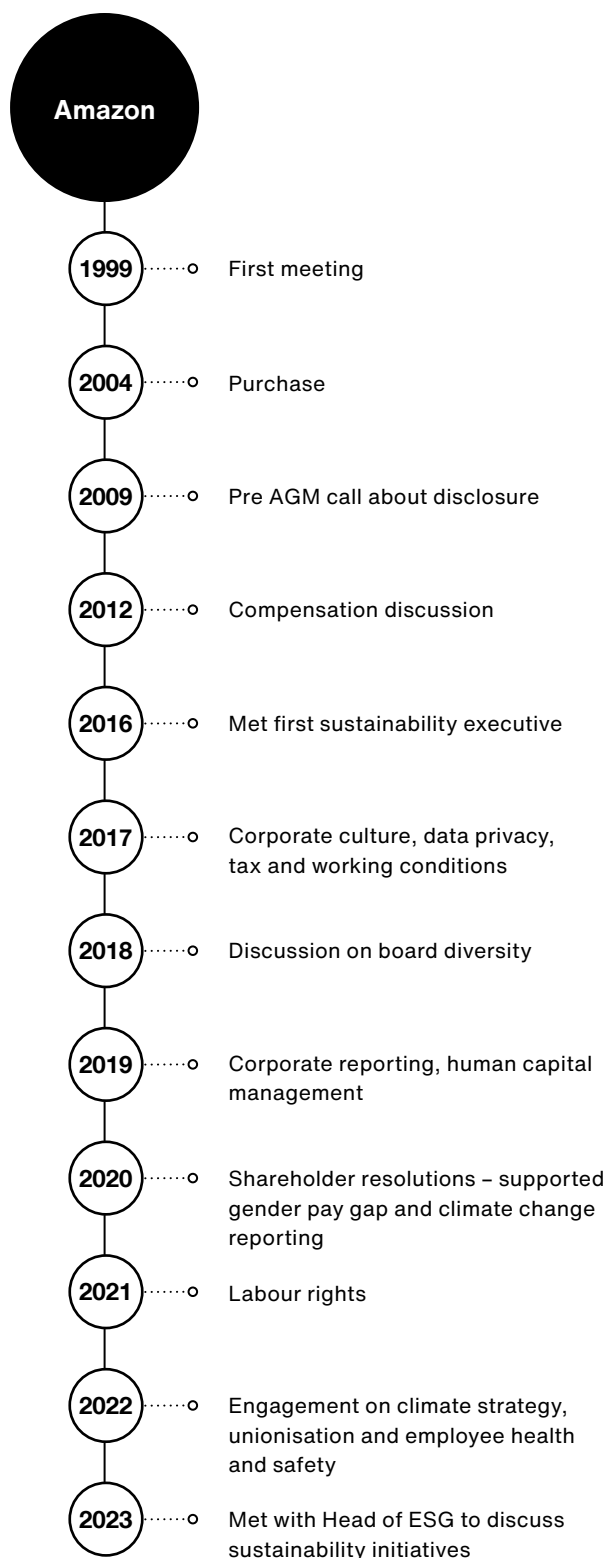 Amazon
1999
First meeting
2004
Purchase
2009
Pre AGM call about disclosure
2012
Compensation discussion
2016
Met first sustainability executive
2017
Corporate culture, data privacy,
tax and working conditions
2018
Discussion on board diversity
2019
Corporate reporting, human capital
management
2020
Shareholder resolutions – supported
gender pay gap and climate change
reporting
2021
Labour rights
2022
Engagement on climate strategy,
unionisation and employee health
and safety
2023
Met with Head of ESG to discuss
sustainability initiatives